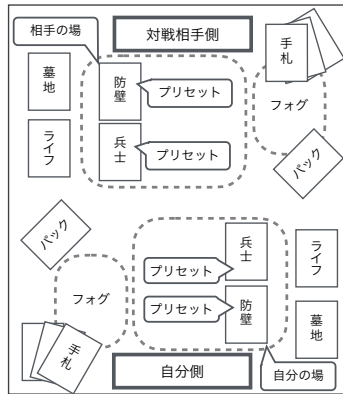 相手の場
対戦相手側
手札
墓地
防壁
プリセット
フォグ
ライフ
兵士
プリセット
パック
パック
兵士
ライフ
プリセット
フォグ
プリセット
防壁
墓地
手札
自分側
自分の場